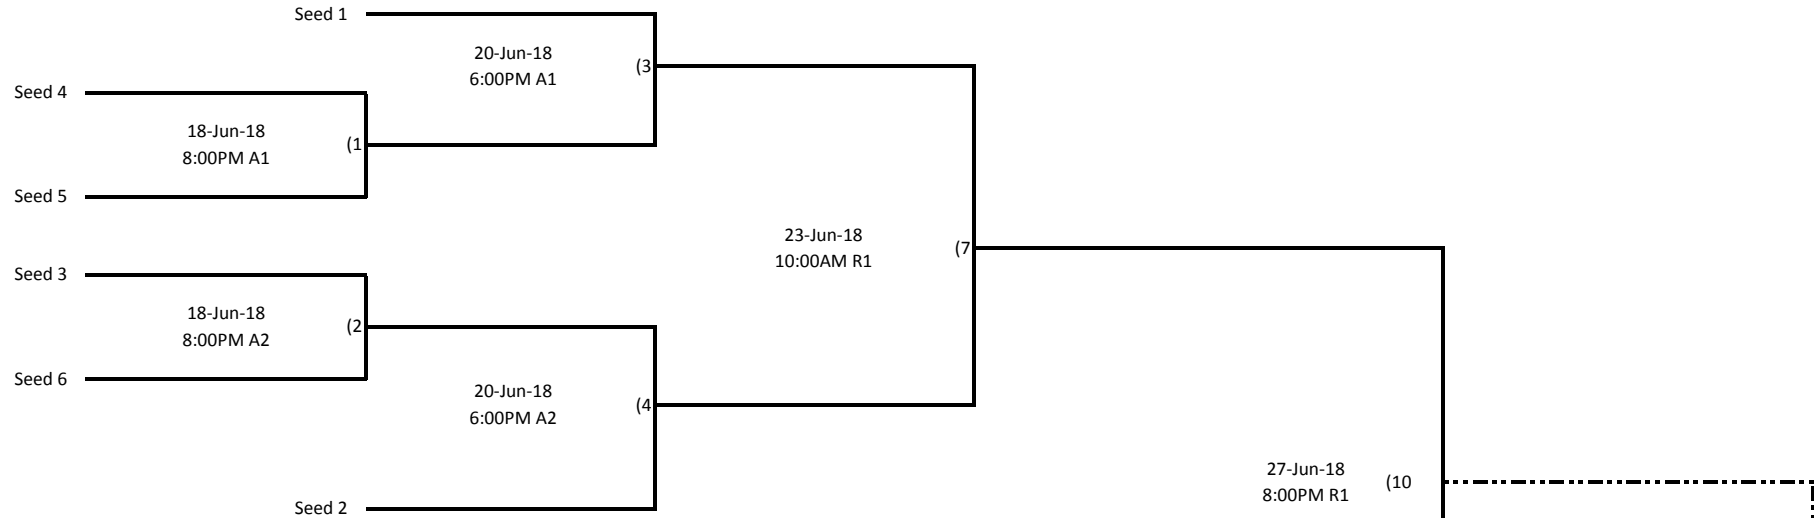 Seed 1
20-Jun-18
6:00PM A1
(3
Seed 4
18-Jun-18
8:00PM A1
(1
Seed 5
23-Jun-18
10:00AM R1
(7
Seed 3
18-Jun-18
8:00PM A2
(2
Seed 6
20-Jun-18
6:00PM A2
(4
Seed 2
27-Jun-18
8:00PM R1
(10